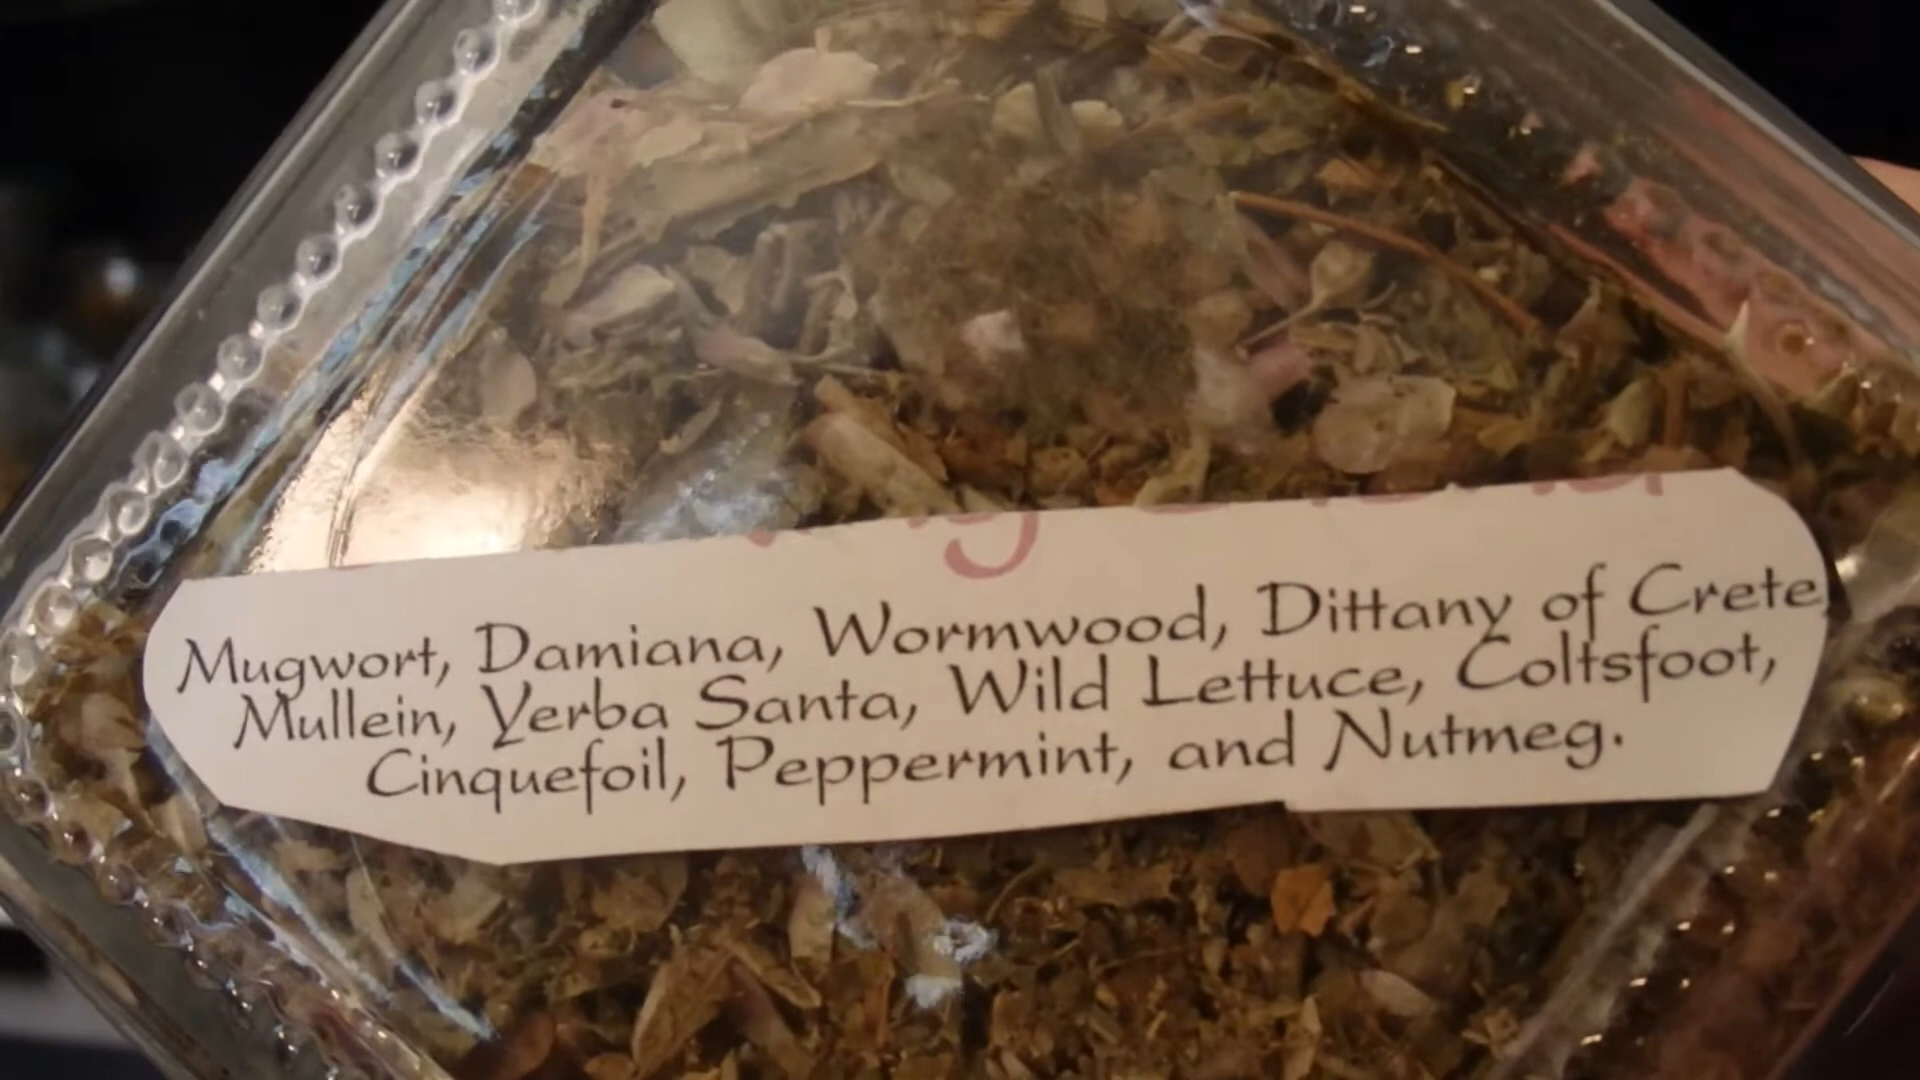 Mugwort, Damiana, Wormwood, Dittany of Crete
Mullein, Yerba Santa, Wild Lettuce, Coltsfoot,
Cinquefoil, Peppermint, and Nutmeg.